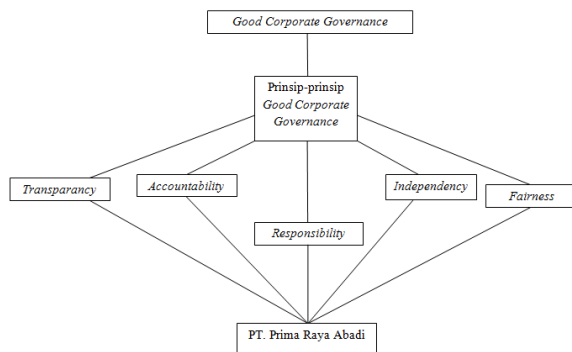 Good Corporate Governance
Prinsip-prinsip
Good Corporate
Governance
Transparancy
Accountability
Independency
Fairness
Responsibility
PT. Prima Raya Abadi